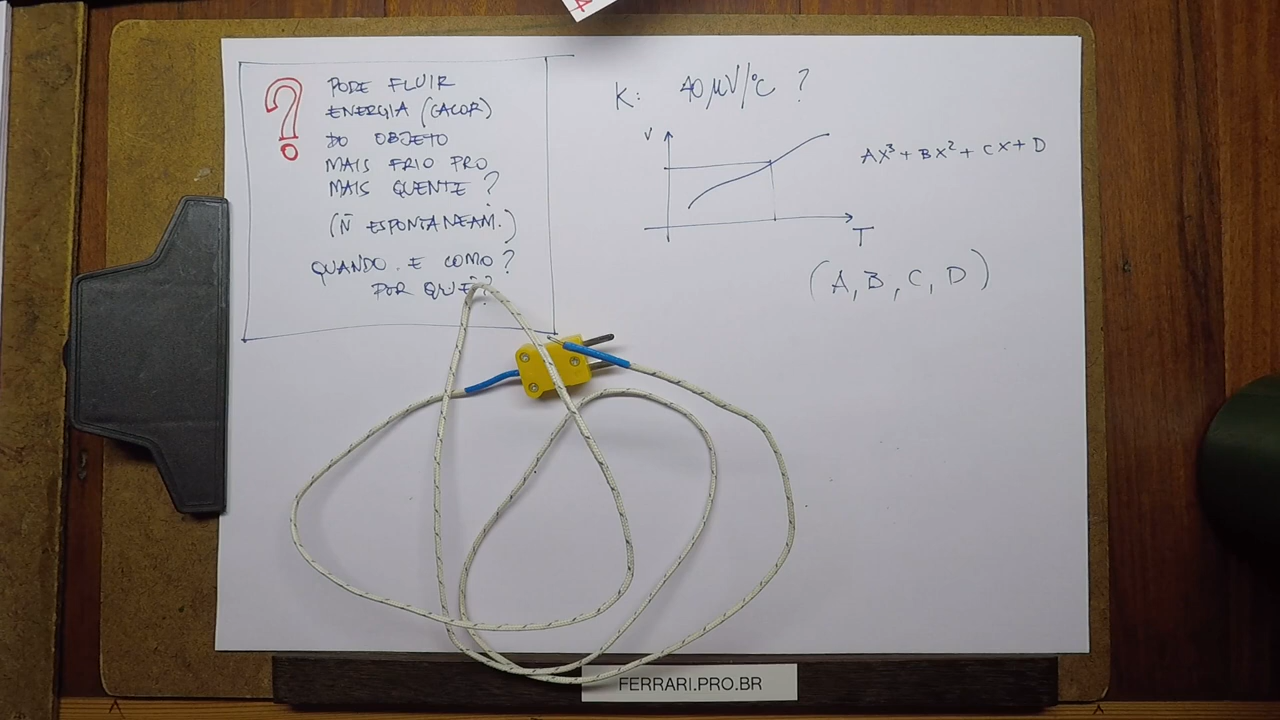 ?
PODE FLUIR
ENERGIA (CALOR)
DO OBJETO
MAIS FRIO PRO
MAIS QUENTE?
(Ñ ESPONTANEAM.)
QUANDO E COMO?
POR QUÊ?
K: 40 µV/°C ?
V
T
AX³ + BX² + CX + D
(A, B, C, D)
FERRARI.PRO.BR